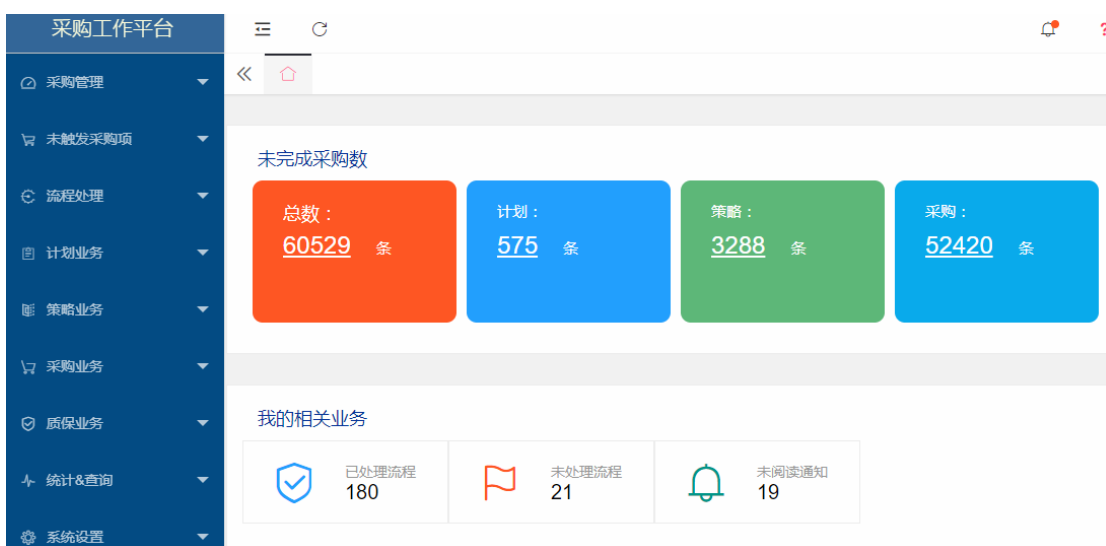 采购工作平台
?
采购管理
未触发采购项
流程处理
计划业务
策略业务
采购业务
质保业务
统计&查询
系统设置
未完成采购数
总数：
60529 条
计划：
575 条
策略：
3288 条
采购：
52420 条
我的相关业务
已处理流程
180
未处理流程
21
未阅读通知
19